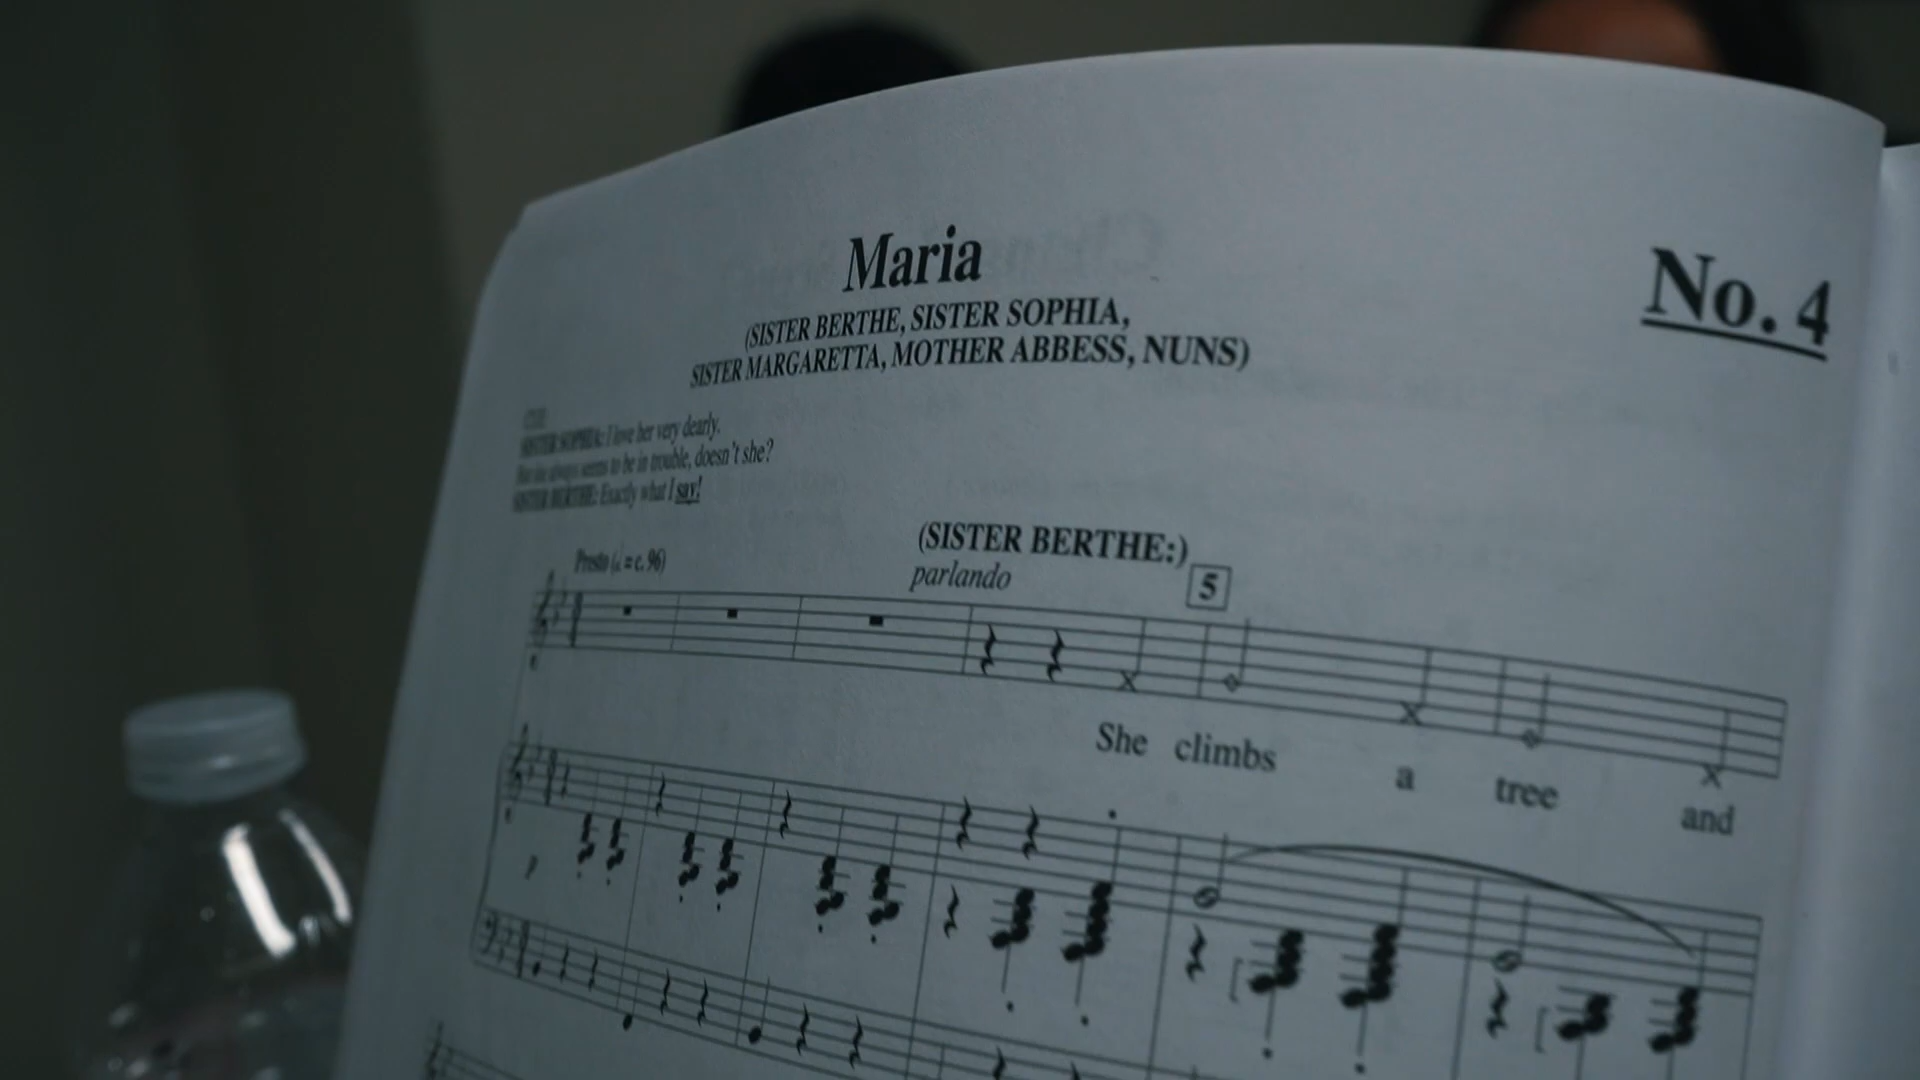 Maria
No. 4
(SISTER BERTHE, SISTER SOPHIA,
SISTER MARGARETTA, MOTHER ABBESS, NUNS)
SISTER SOPHIA: I love her very dearly.
But she always seems to be in trouble, doesn't she?
SISTER BERTHE: Exactly what I say!
(SISTER BERTHE:)
Presto (♩. = c. 96)
parlando
5
She climbs a tree and